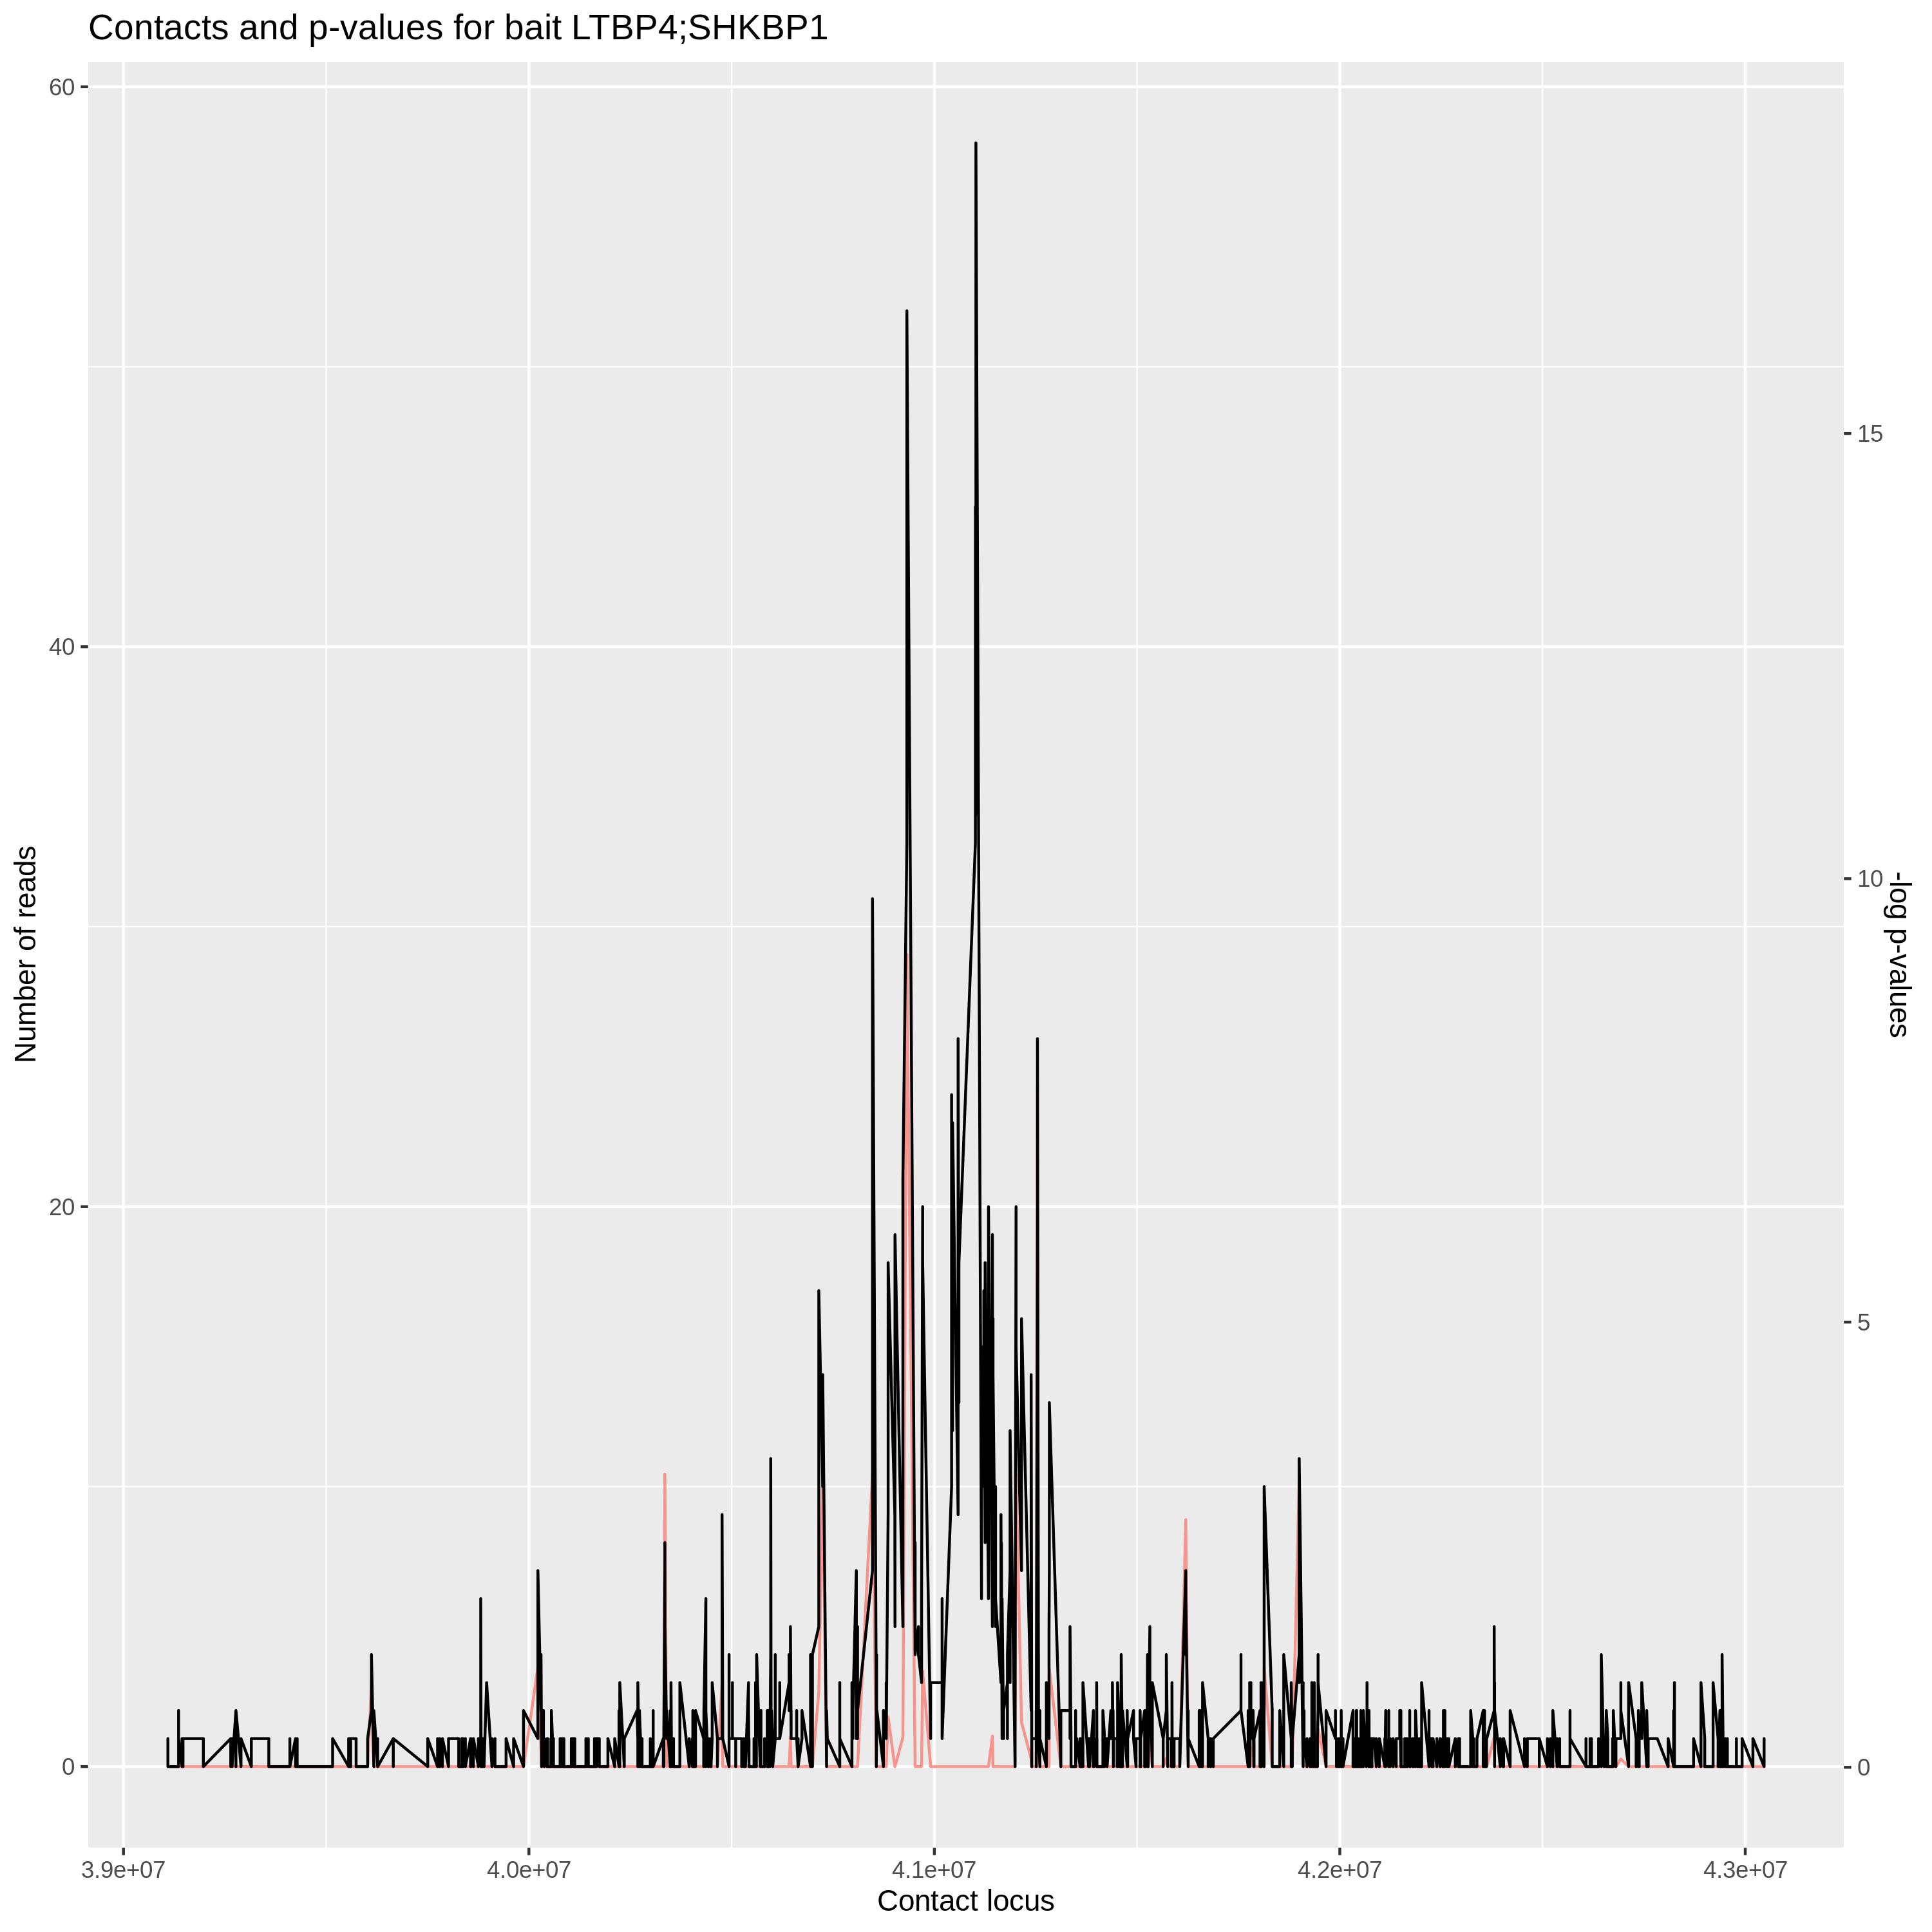 Contacts and p-values for bait LTBP4;SHKBP1
60
40
20
0
Number of reads
15
10
5
0
-log p-values
3.9e+07
4.0e+07
4.1e+07
4.2e+07
4.3e+07
Contact locus